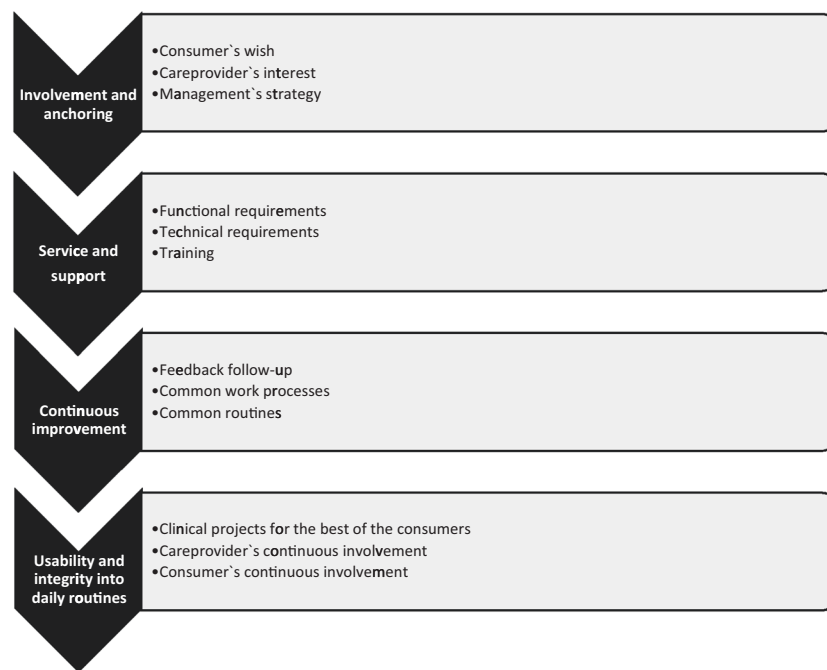 Involvement and
anchoring
•Consumer`s wish
•Careprovider`s interest
•Management`s strategy
Service and
support
•Functional requirements
•Technical requirements
•Training
Continuous
improvement
•Feedback follow-up
•Common work processes
•Common routines
Usability and
integrity into
daily routines
•Clinical projects for the best of the consumers
•Careprovider`s continuous involvement
•Consumer`s continuous involvement